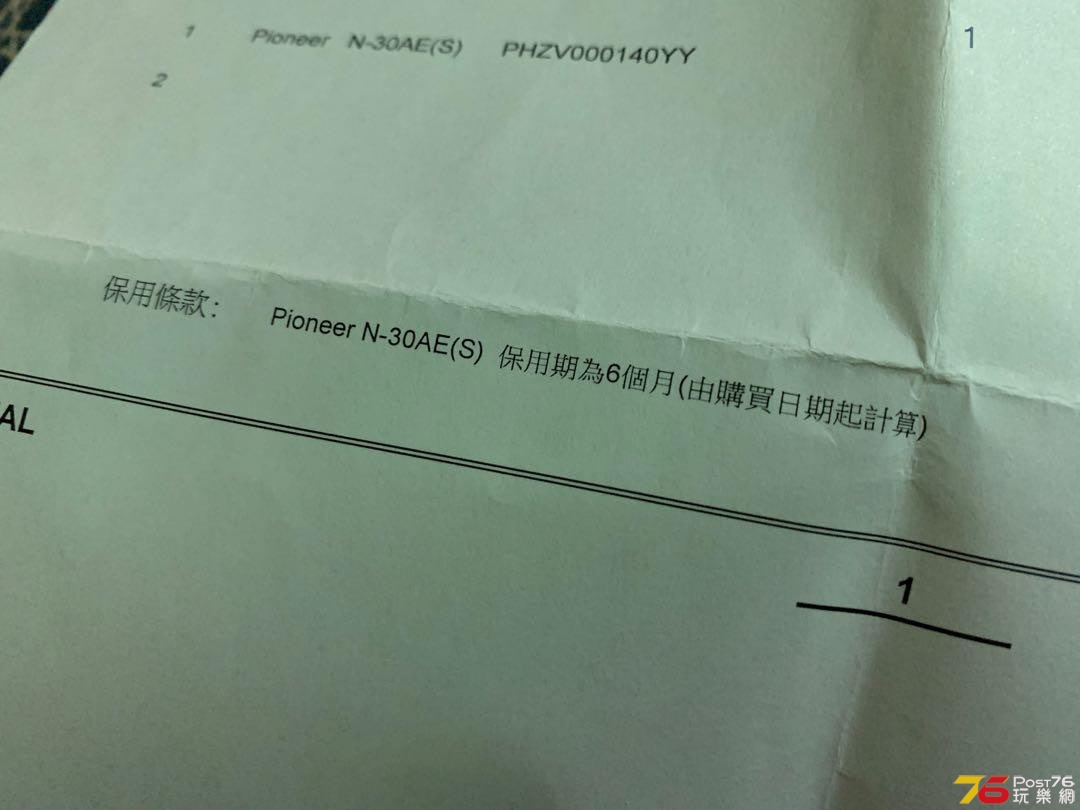 1 Pioneer N-30AE(S) PHZV000140YY 1
2
保用條款: Pioneer N-30AE(S) 保用期為6個月(由購買日期起計算)
AL
1
76 POST76
玩樂網